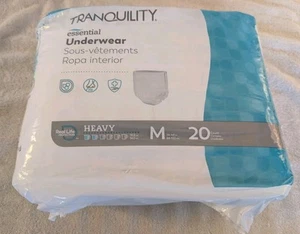 TRANQUILITY
essential
Underwear
Sous-vêtements
Ropa interior
HEAVY
M
20